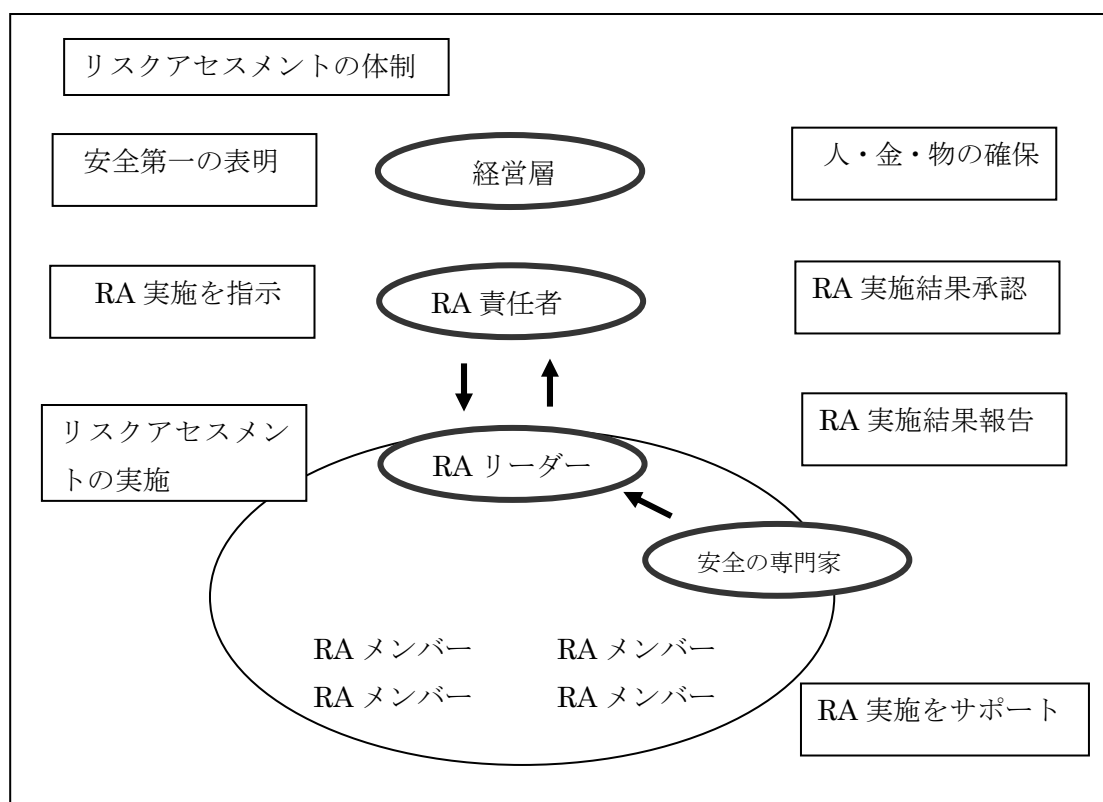 リスクアセスメントの体制
安全第一の表明
経営層
人・金・物の確保
RA 実施を指示
RA 責任者
RA 実施結果承認
リスクアセスメン
トの実施
RA リーダー
RA 実施結果報告
安全の専門家
RA メンバー RA メンバー
RA メンバー RA メンバー
RA 実施をサポート